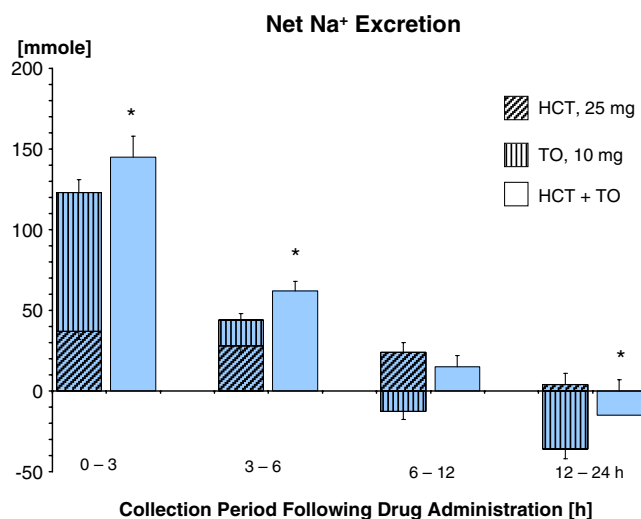 Net Na⁺ Excretion
[mmole]
200
150
100
50
0
-50
*
*
*
HCT, 25 mg
TO, 10 mg
HCT + TO
0 – 3
3 – 6
6 – 12
12 – 24 h
Collection Period Following Drug Administration [h]